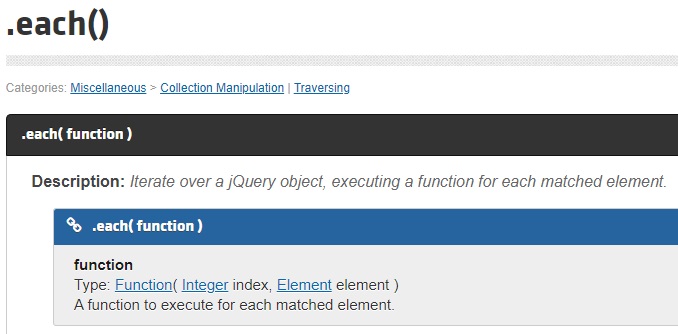 .each()
Categories: Miscellaneous > Collection Manipulation | Traversing
.each( function )
Description: Iterate over a jQuery object, executing a function for each matched element.
.each( function )
function
Type: Function( Integer index, Element element )
A function to execute for each matched element.